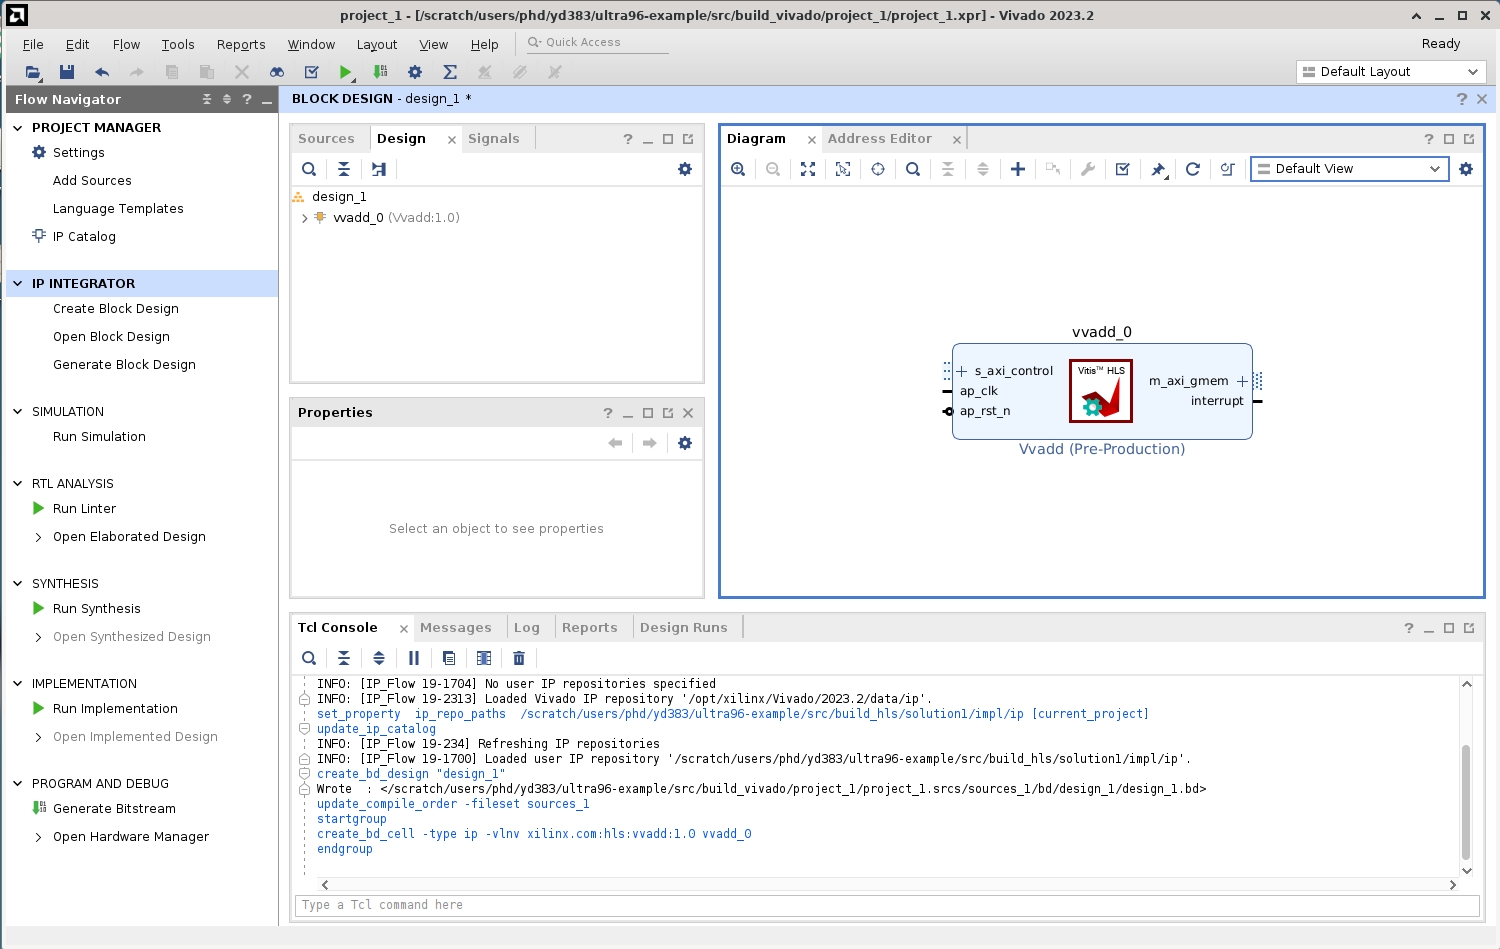 project_1 - [/scratch/users/phd/yd383/ultra96-example/src/build_vivado/project_1/project_1.xpr] - Vivado 2023.2
File Edit Flow Tools Reports Window Layout View Help Quick Access Ready
Default Layout
Flow Navigator
PROJECT MANAGER
Settings
Add Sources
Language Templates
IP Catalog
IP INTEGRATOR
Create Block Design
Open Block Design
Generate Block Design
SIMULATION
Run Simulation
RTL ANALYSIS
Run Linter
Open Elaborated Design
SYNTHESIS
Run Synthesis
Open Synthesized Design
IMPLEMENTATION
Run Implementation
Open Implemented Design
PROGRAM AND DEBUG
Generate Bitstream
Open Hardware Manager
BLOCK DESIGN - design_1 *
Sources Design Signals
design_1
vvadd_0 (Vvadd:1.0)
Properties
Select an object to see properties
Diagram Address Editor
Default View
vvadd_0
s_axi_control
ap_clk
ap_rst_n
Vitis™ HLS
m_axi_gmem
interrupt
Vvadd (Pre-Production)
Tcl Console Messages Log Reports Design Runs
INFO: [IP_Flow 19-1704] No user IP repositories specified
INFO: [IP_Flow 19-2313] Loaded Vivado IP repository '/opt/xilinx/Vivado/2023.2/data/ip'.
set_property ip_repo_paths /scratch/users/phd/yd383/ultra96-example/src/build_hls/solution1/impl/ip [current_project]
update_ip_catalog
INFO: [IP_Flow 19-234] Refreshing IP repositories
INFO: [IP_Flow 19-1700] Loaded user IP repository '/scratch/users/phd/yd383/ultra96-example/src/build_hls/solution1/impl/ip'.
create_bd_design "design_1"
Wrote : </scratch/users/phd/yd383/ultra96-example/src/build_vivado/project_1/project_1.srcs/sources_1/bd/design_1/design_1.bd>
update_compile_order -fileset sources_1
startgroup
create_bd_cell -type ip -vlnv xilinx.com:hls:vvadd:1.0 vvadd_0
endgroup
Type a Tcl command here